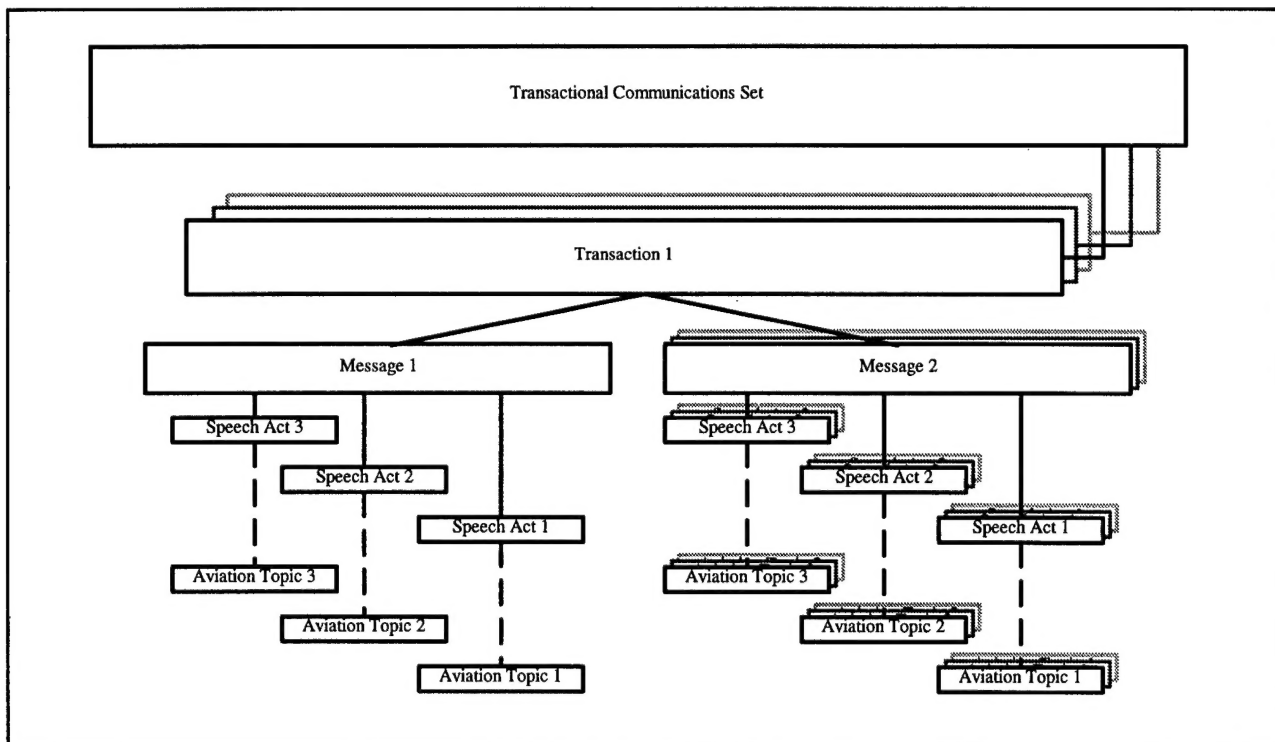 Transactional Communications Set
Transaction 1
Message 1
Message 2
Speech Act 3
Speech Act 3
Speech Act 2
Speech Act 2
Speech Act 1
Speech Act 1
Aviation Topic 3
Aviation Topic 3
Aviation Topic 2
Aviation Topic 2
Aviation Topic 1
Aviation Topic 1